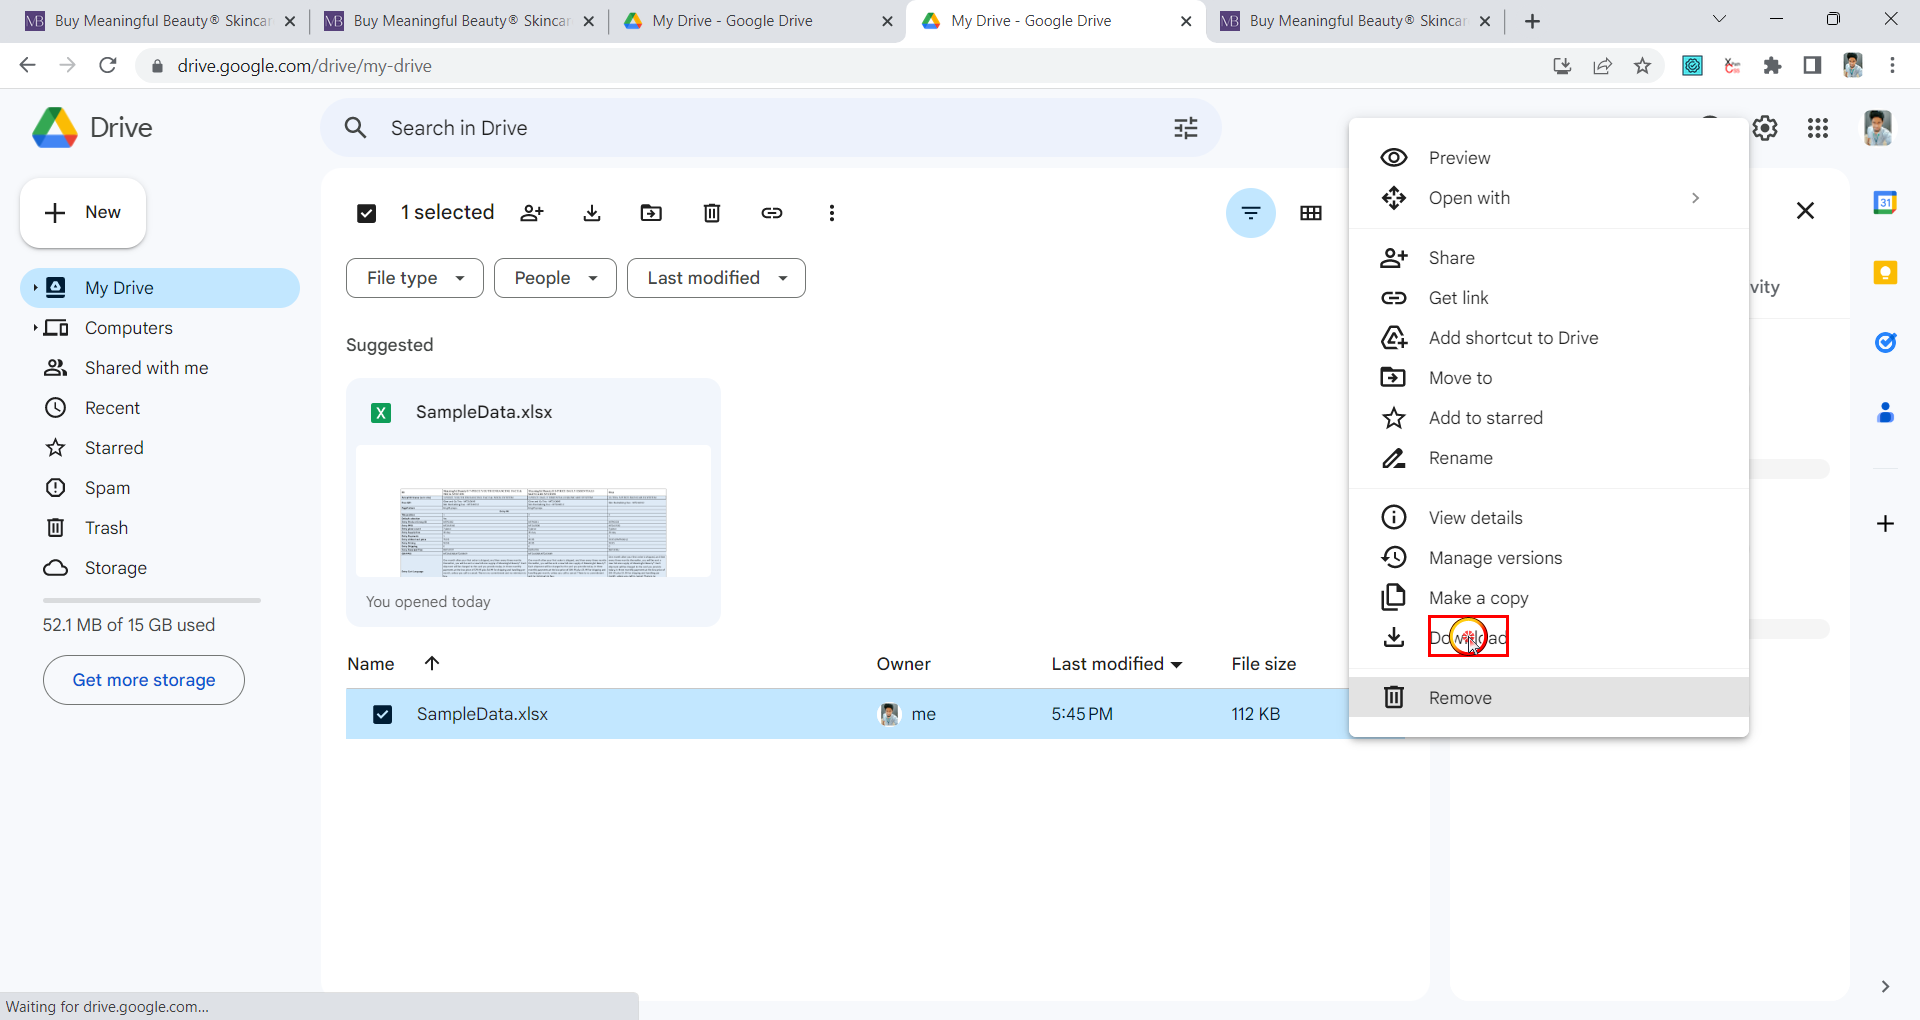 Buy Meaningful Beauty® Skincar
Buy Meaningful Beauty® Skincar
My Drive - Google Drive
My Drive - Google Drive
Buy Meaningful Beauty® Skincar
drive.google.com/drive/my-drive
Drive
Search in Drive
New
1 selected
My Drive
Computers
Shared with me
Recent
Starred
Spam
Trash
Storage
52.1 MB of 15 GB used
Get more storage
File type
People
Last modified
Suggested
SampleData.xlsx
You opened today
Name
Owner
Last modified
File size
SampleData.xlsx
me
5:45 PM
112 KB
Preview
Open with
Share
Get link
Add shortcut to Drive
Move to
Add to starred
Rename
View details
Manage versions
Make a copy
Download
Remove
vity
31
Waiting for drive.google.com...